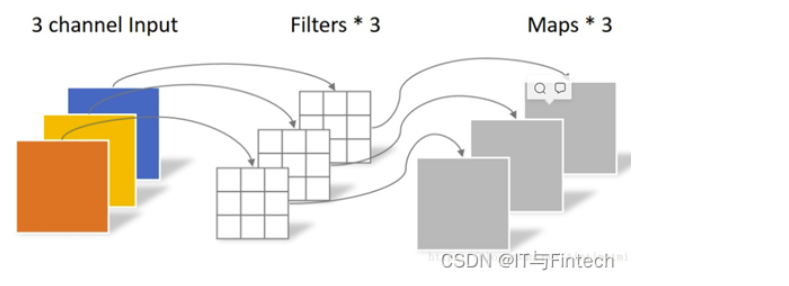 3 channel Input
Filters * 3
Maps * 3
CSDN @IT与Fintech